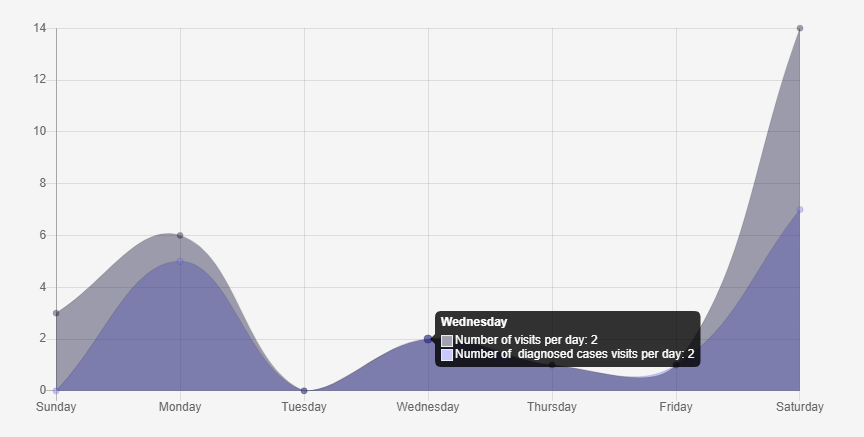 14
12
10
8
6
4
2
0
Wednesday
Number of visits per day: 2
Number of  diagnosed cases visits per day: 2
Sunday Monday Tuesday Wednesday Thursday Friday Saturday